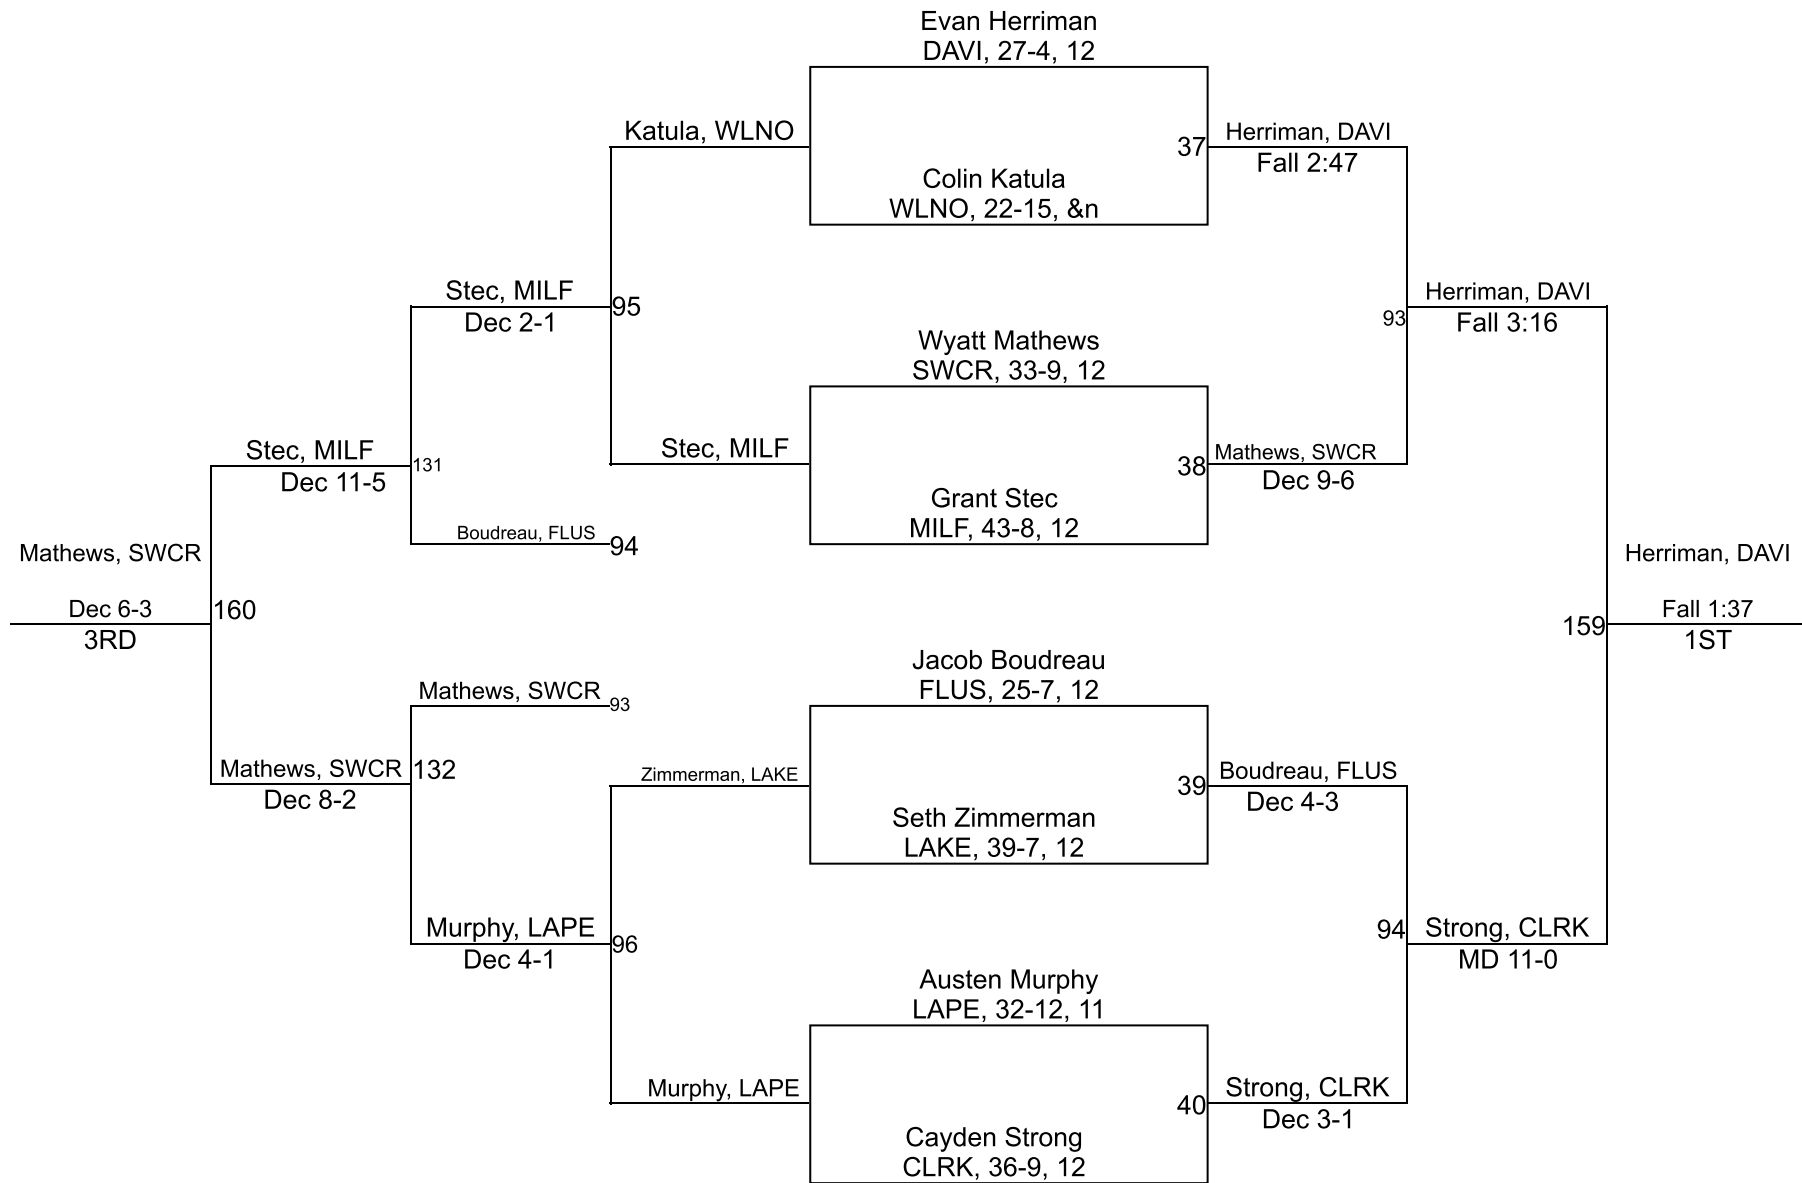 Evan Herriman
DAVI, 27-4, 12
Katula, WLNO
37
Herriman, DAVI
Fall 2:47
Colin Katula
WLNO, 22-15, &n
Stec, MILF
Dec 2-1
95
Herriman, DAVI
Fall 3:16
93
Wyatt Mathews
SWCR, 33-9, 12
Stec, MILF
Dec 11-5
131
Stec, MILF
38
Mathews, SWCR
Dec 9-6
Grant Stec
MILF, 43-8, 12
Boudreau, FLUS
94
Mathews, SWCR
Dec 6-3
3RD
160
Herriman, DAVI
Fall 1:37
1ST
159
Jacob Boudreau
FLUS, 25-7, 12
Mathews, SWCR
93
Mathews, SWCR
Dec 8-2
132
Zimmerman, LAKE
39
Boudreau, FLUS
Dec 4-3
Seth Zimmerman
LAKE, 39-7, 12
Murphy, LAPE
Dec 4-1
96
94
Strong, CLRK
MD 11-0
Austen Murphy
LAPE, 32-12, 11
Murphy, LAPE
40
Strong, CLRK
Dec 3-1
Cayden Strong
CLRK, 36-9, 12